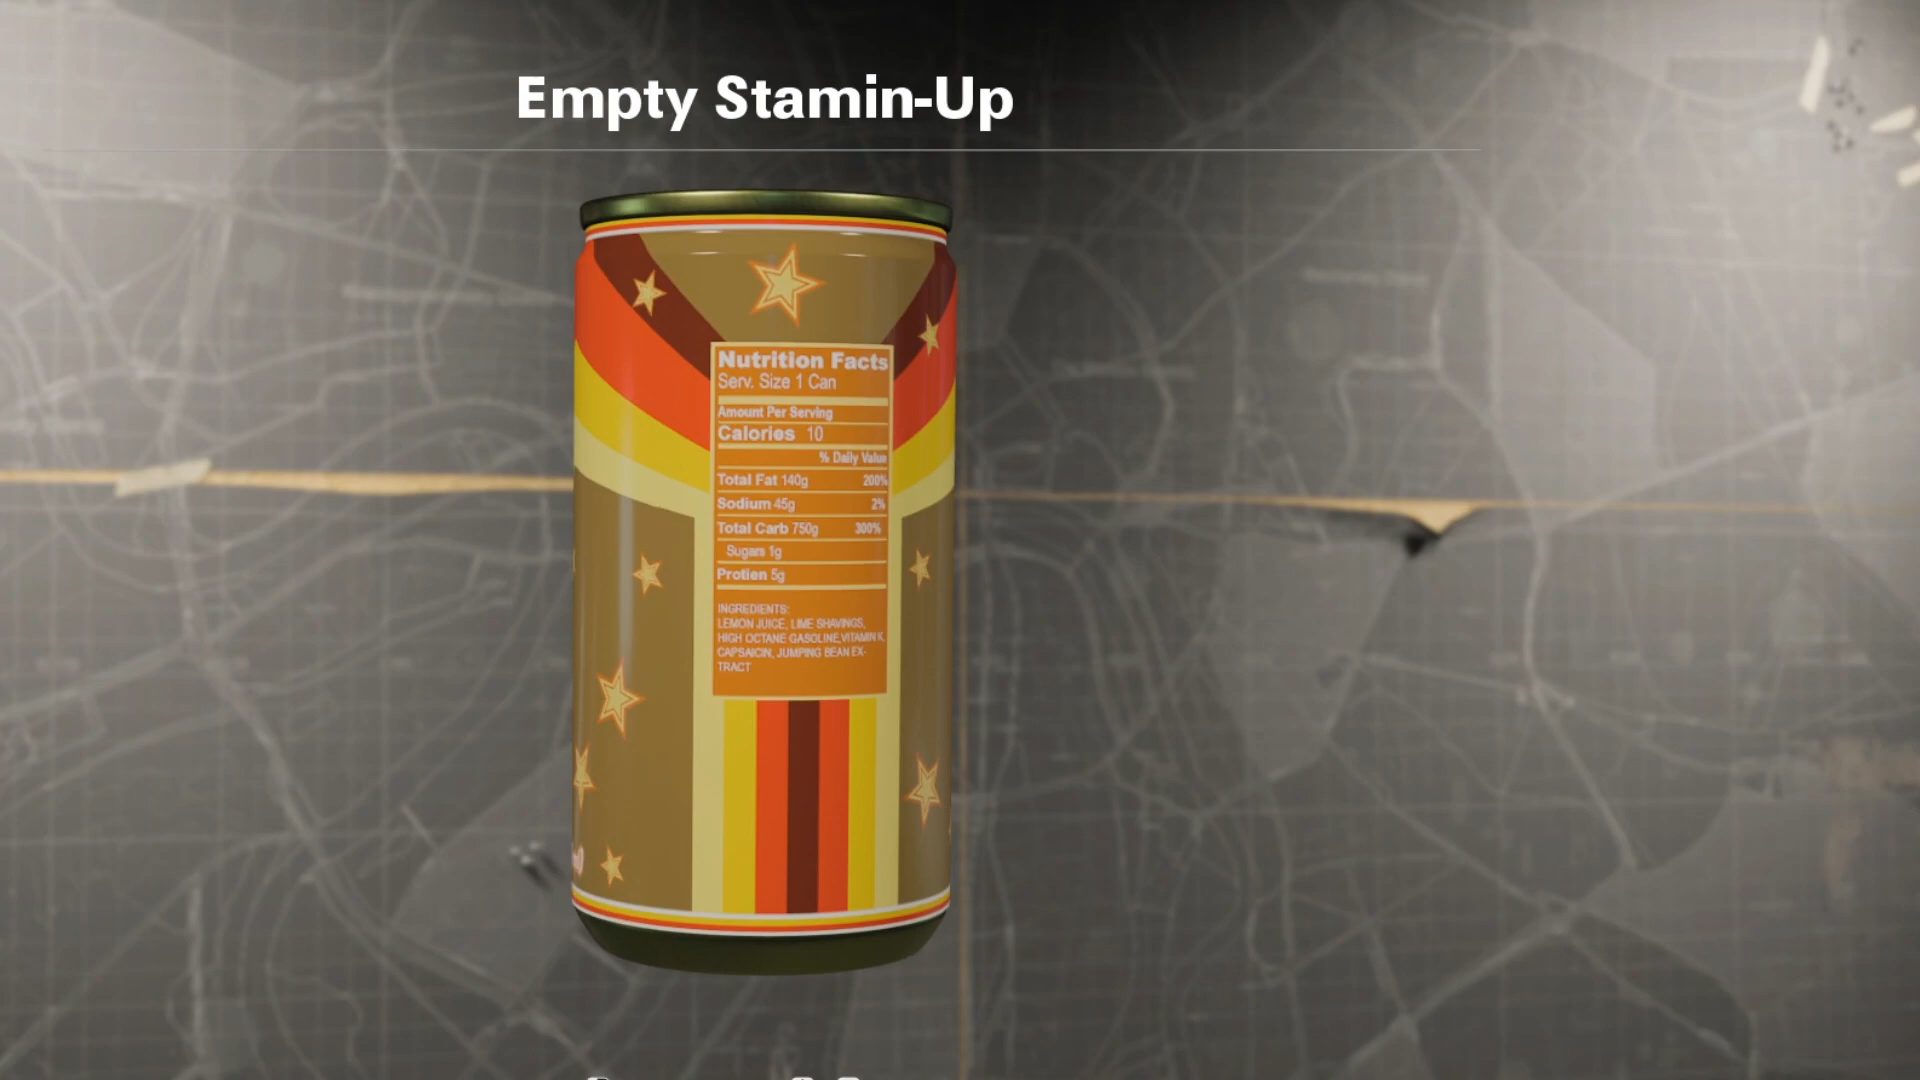 Empty Stamin-Up
Nutrition Facts
Serv. Size 1 Can
Amount Per Serving
Calories 10
% Daily Value
Total Fat 140g 200%
Sodium 45g 2%
Total Carb 750g 300%
Sugars 1g
Protien 5g
INGREDIENTS:
LEMON JUICE, LIME SHAVINGS,
HIGH OCTANE GASOLINE,VITAMIN K,
CAPSAICIN, JUMPING BEAN EX-
TRACT